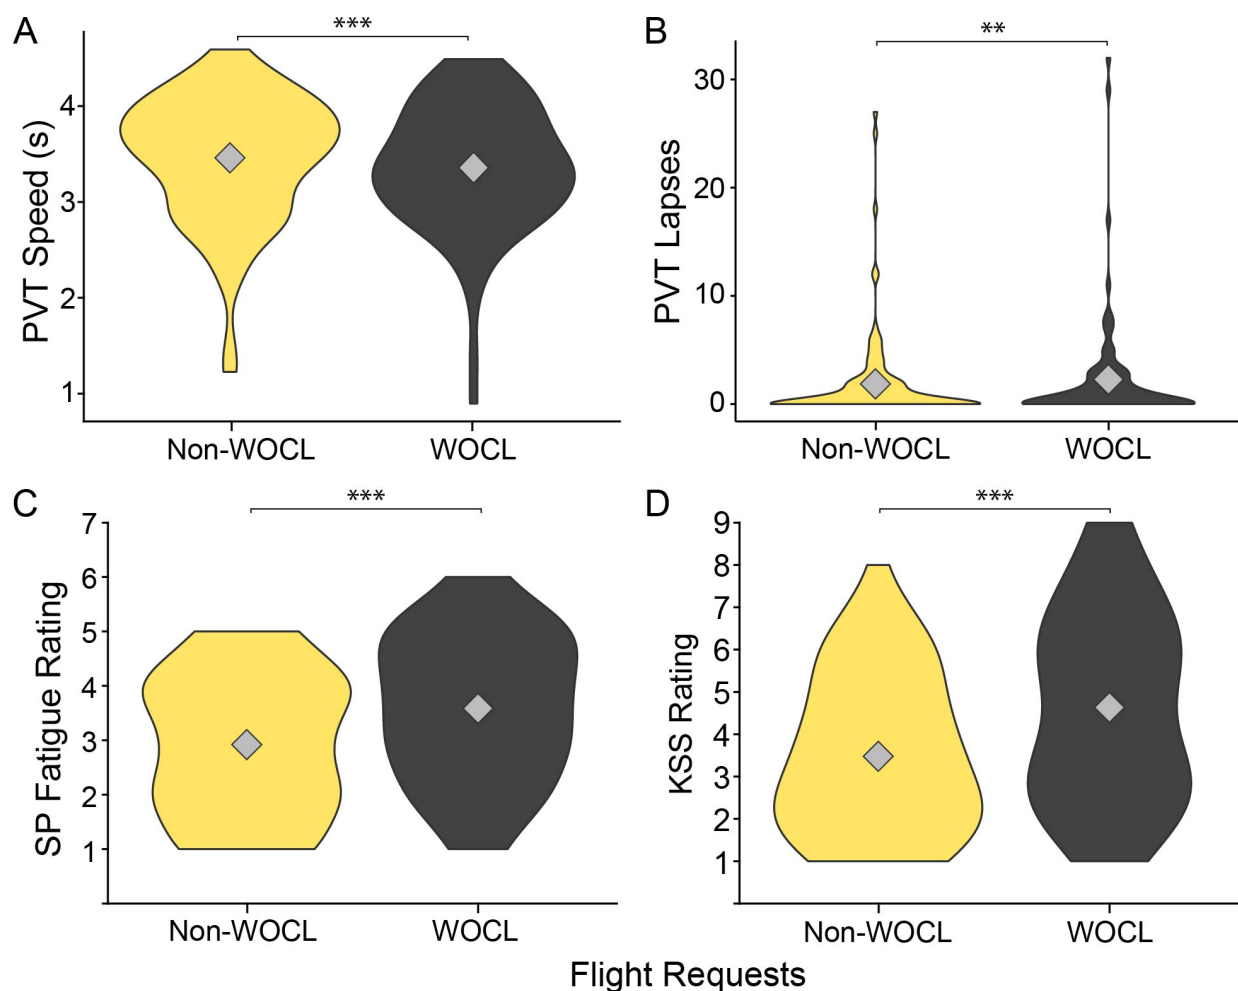 A
***
PVT Speed (s)
4
3
2
1
Non-WOCL
WOCL
B
**
PVT Lapses
30
20
10
0
Non-WOCL
WOCL
C
***
SP Fatigue Rating
7
6
5
4
3
2
1
Non-WOCL
WOCL
D
***
KSS Rating
9
8
7
6
5
4
3
2
1
Non-WOCL
WOCL
Flight Requests